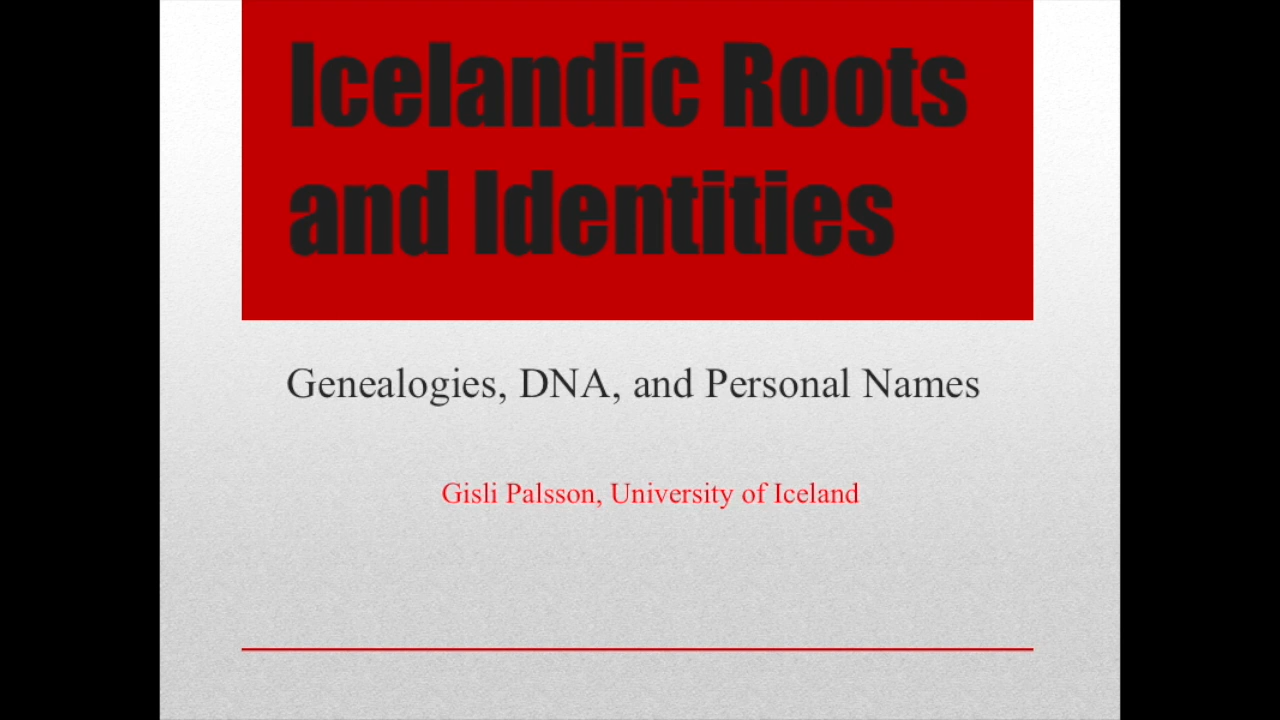 Icelandic Roots
and Identities
Genealogies, DNA, and Personal Names
Gisli Palsson, University of Iceland